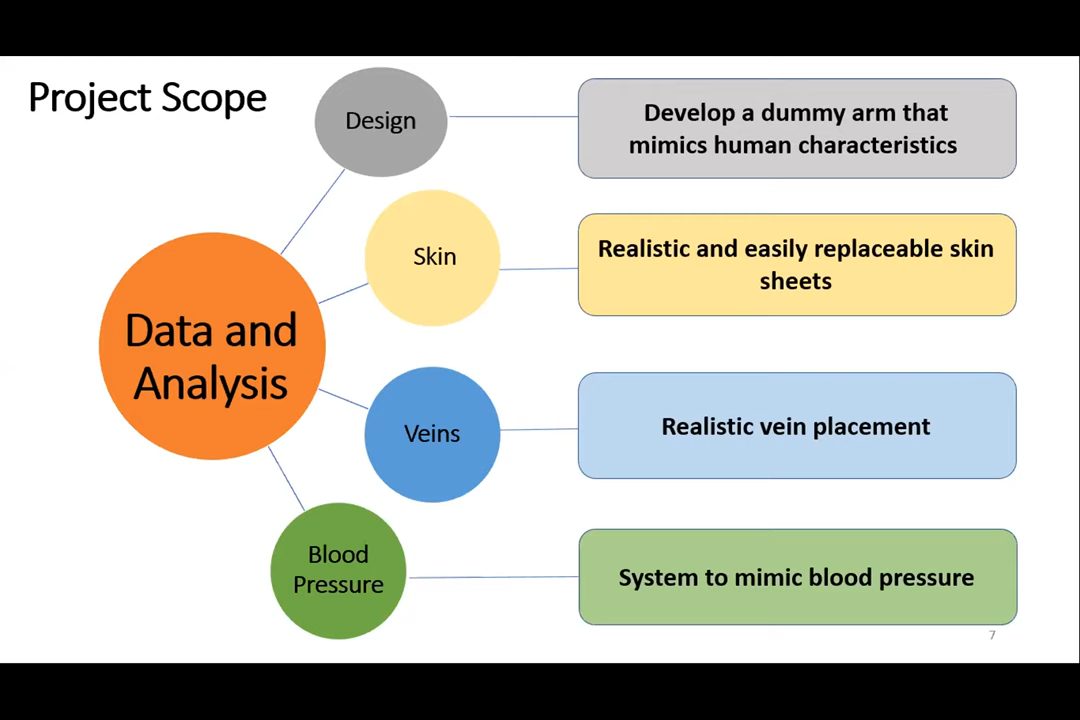 Project Scope
Design
Develop a dummy arm that
mimics human characteristics
Skin
Realistic and easily replaceable skin
sheets
Data and
Analysis
Veins
Realistic vein placement
Blood
Pressure
System to mimic blood pressure
7